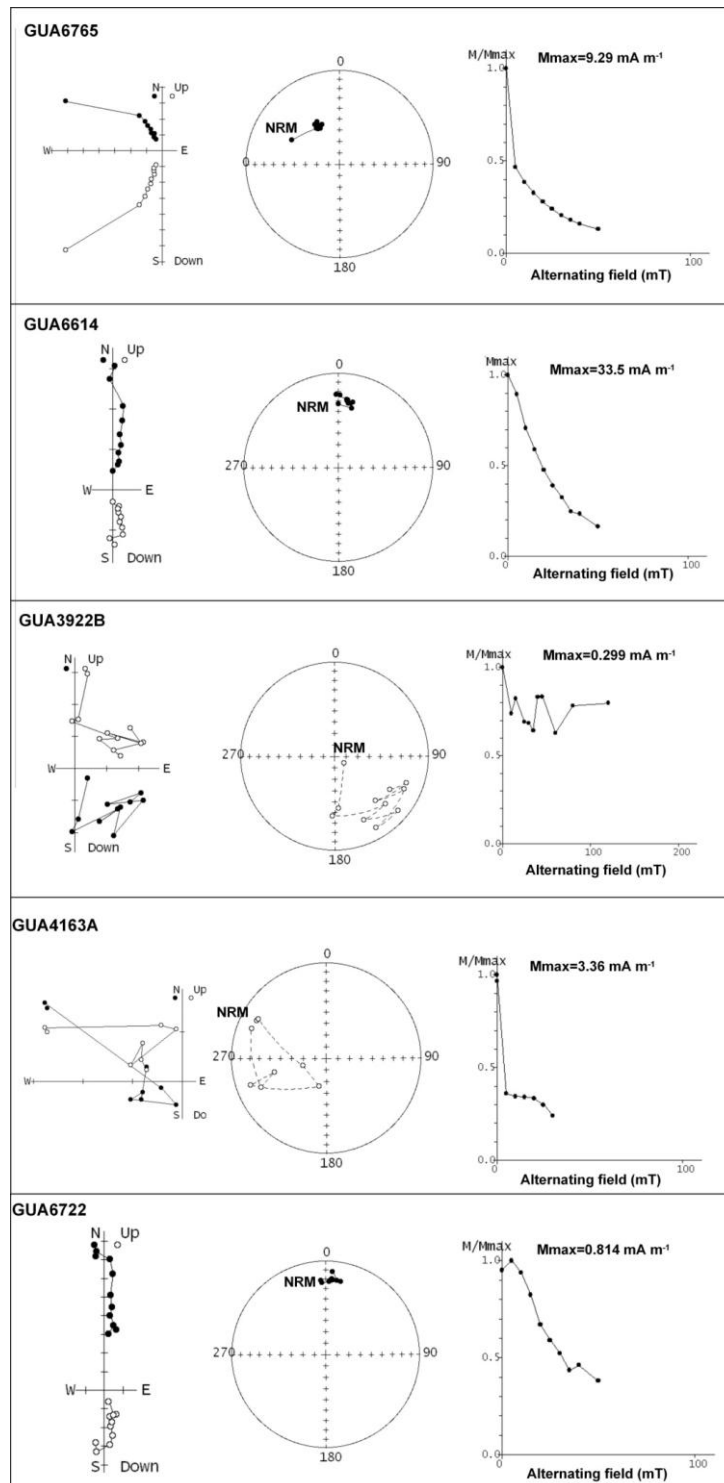 GUA6765
N Up
W E
S Down
0
NRM
0 90
180
M/Mmax
Mmax=9.29 mA m⁻¹
1.0
0.5
0.0
100
Alternating field (mT)
GUA6614
N Up
W E
S Down
0
NRM
270 90
180
Mmax
Mmax=33.5 mA m⁻¹
1.0
0.5
0.0
100
Alternating field (mT)
GUA3922B
N Up
W E
S Down
0
NRM
270 90
180
M/Mmax
Mmax=0.299 mA m⁻¹
1.0
0.5
0.0
0 100 200
Alternating field (mT)
GUA4163A
N Up
W E
S Do
0
NRM
270 90
180
M/Mmax
Mmax=3.36 mA m⁻¹
1.0
0.5
0.0
100
Alternating field (mT)
GUA6722
N Up
W E
S Down
0
NRM
270 90
180
M/Mmax
Mmax=0.814 mA m⁻¹
1.0
0.5
0.0
100
Alternating field (mT)